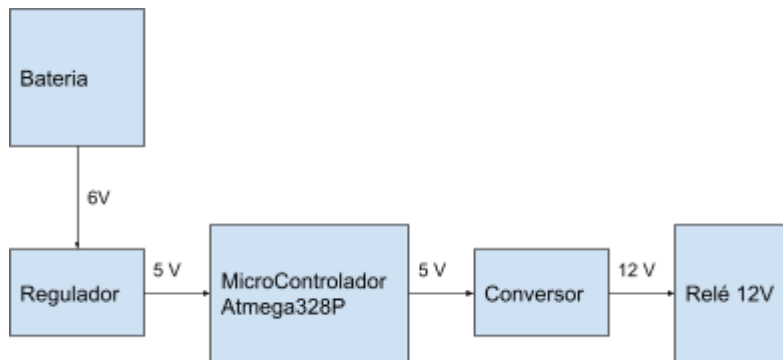 Bateria
6V
Regulador
5 V
MicroControlador
Atmega328P
5 V
Conversor
12 V
Relé 12V